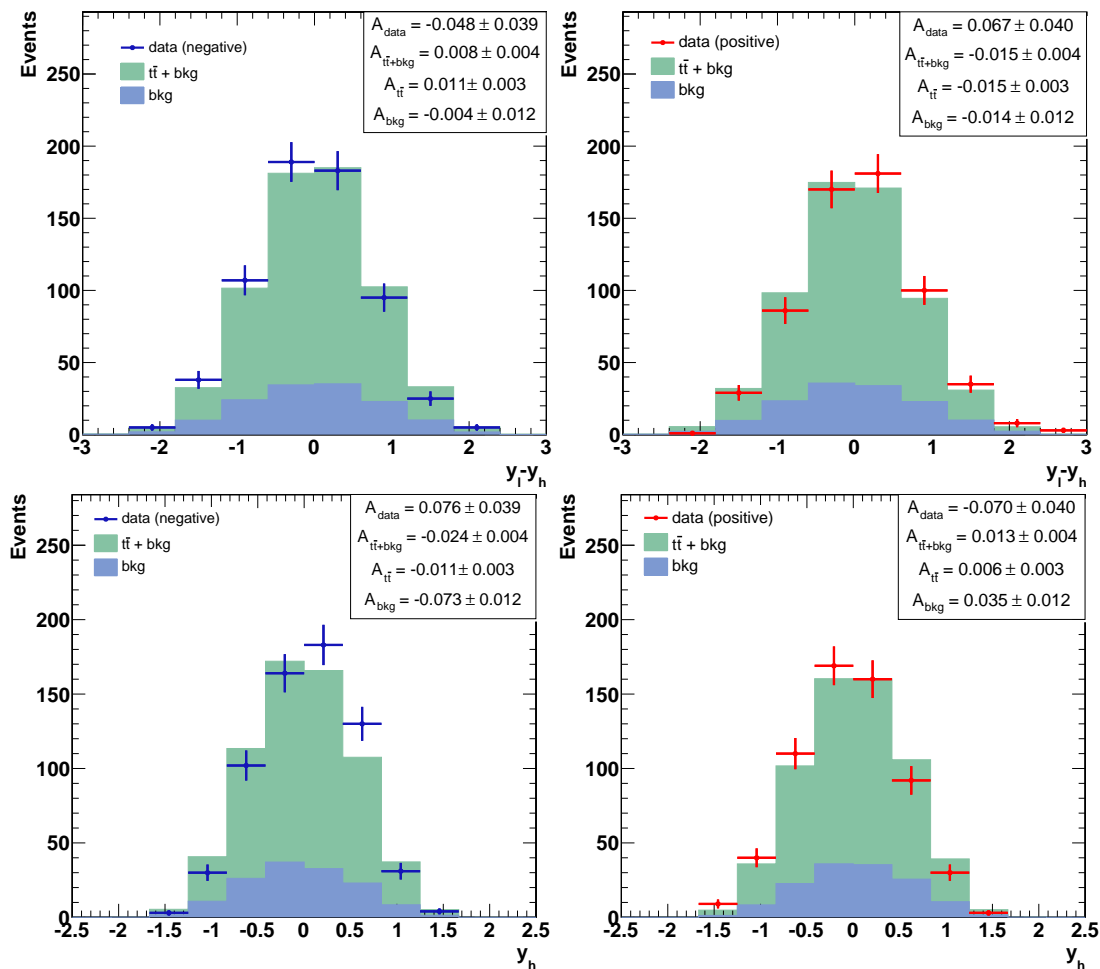 Events
250
200
150
100
50
0
data (negative)
tt̄ + bkg
bkg
A_data = -0.048 ± 0.039
A_tt̄+bkg = 0.008 ± 0.004
A_tt̄ = 0.011± 0.003
A_bkg = -0.004 ± 0.012
-3 -2 -1 0 1 2 3
y_l-y_h
Events
250
200
150
100
50
0
data (positive)
tt̄ + bkg
bkg
A_data = 0.067 ± 0.040
A_tt̄+bkg = -0.015 ± 0.004
A_tt̄ = -0.015 ± 0.003
A_bkg = -0.014 ± 0.012
-3 -2 -1 0 1 2 3
y_l-y_h
Events
250
200
150
100
50
0
data (negative)
tt̄ + bkg
bkg
A_data = 0.076 ± 0.039
A_tt̄+bkg = -0.024 ± 0.004
A_tt̄ = -0.011± 0.003
A_bkg = -0.073 ± 0.012
-2.5 -2 -1.5 -1 -0.5 0 0.5 1 1.5 2 2.5
y_h
Events
250
200
150
100
50
0
data (positive)
tt̄ + bkg
bkg
A_data = -0.070 ± 0.040
A_tt̄+bkg = 0.013 ± 0.004
A_tt̄ = 0.006 ± 0.003
A_bkg = 0.035 ± 0.012
-2.5 -2 -1.5 -1 -0.5 0 0.5 1 1.5 2 2.5
y_h